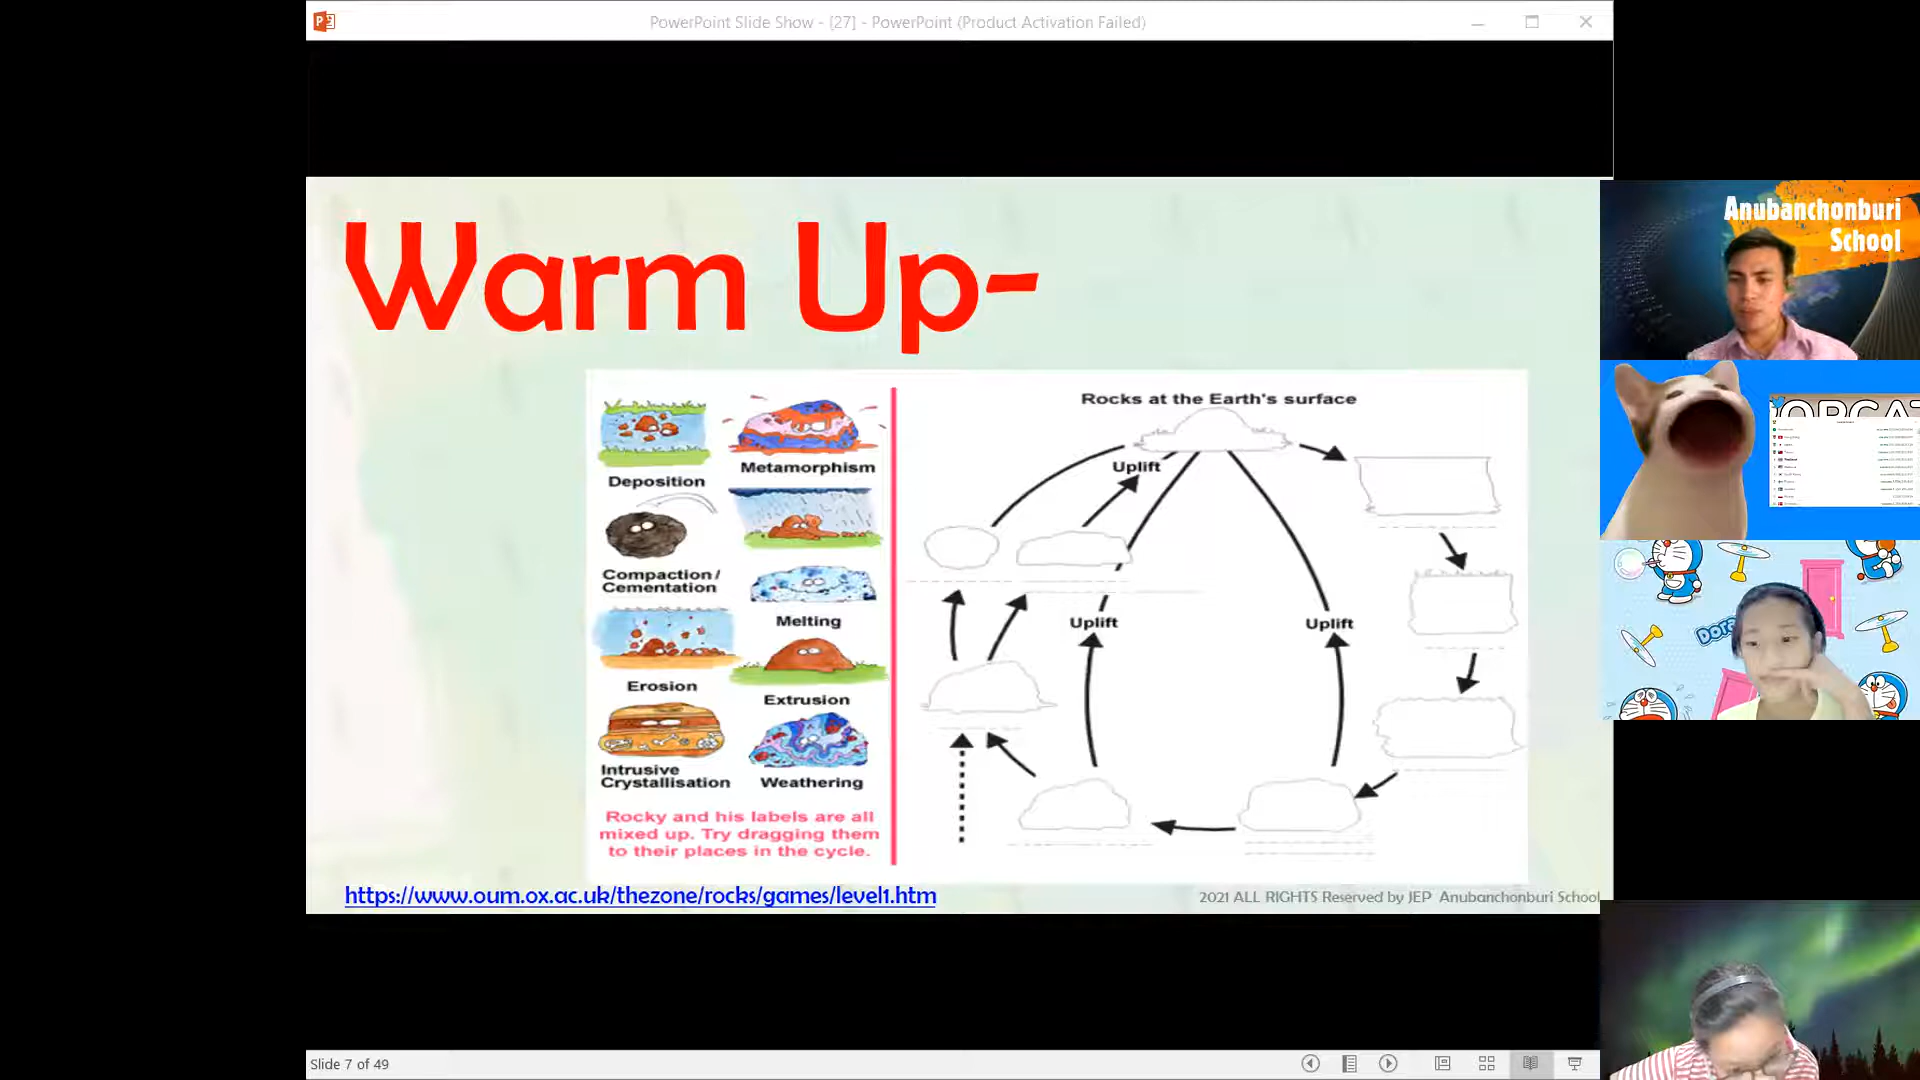 PowerPoint Slide Show - [27] - PowerPoint (Product Activation Failed)
Warm Up-
Deposition
Metamorphism
Compaction/
Cementation
Melting
Erosion
Extrusion
Intrusive
Crystallisation
Weathering
Rocky and his labels are all
mixed up. Try dragging them
to their places in the cycle.
Rocks at the Earth's surface
Uplift
Uplift
Uplift
https://www.oum.ox.ac.uk/thezone/rocks/games/level1.htm
2021 ALL RIGHTS Reserved by JEP Anubanchonburi School
Anubanchonburi
School
Slide 7 of 49